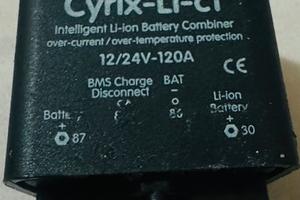 Cyrix-Li-ct
Intelligent Li-ion Battery Combiner
over-current/over-temperature protection
12/24V-120A
CE
BMS Charge BAT
Disconnect -
Li-ion
Battery
+ +
87 86 30